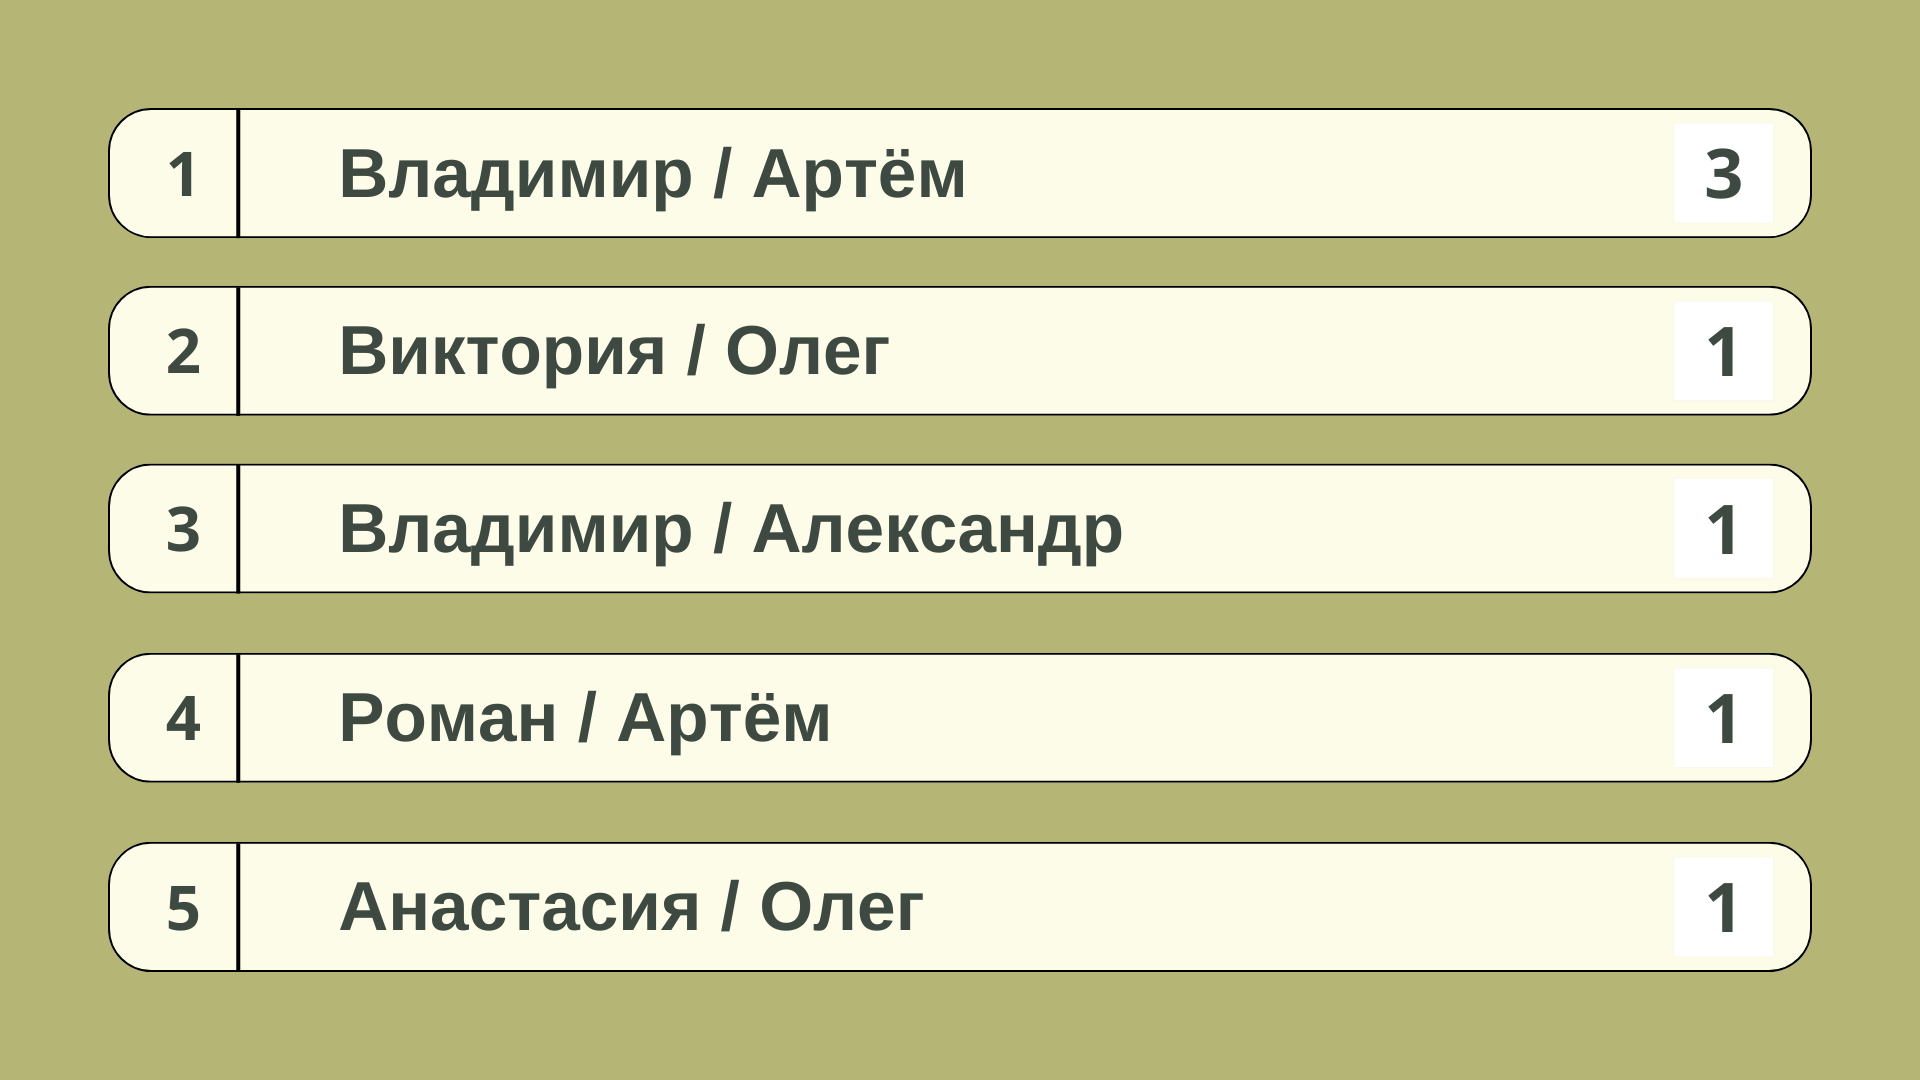 1 Владимир / Артём 3
2 Виктория / Олег 1
3 Владимир / Александр 1
4 Роман / Артём 1
5 Анастасия / Олег 1